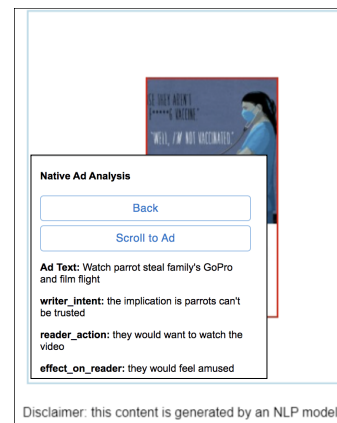 VACCINE."
"WELL, I'M NOT VACCINATED."
Native Ad Analysis
Back
Scroll to Ad
Ad Text: Watch parrot steal family's GoPro
and film flight
writer_intent: the implication is parrots can't
be trusted
reader_action: they would want to watch the
video
effect_on_reader: they would feel amused
Disclaimer: this content is generated by an NLP model